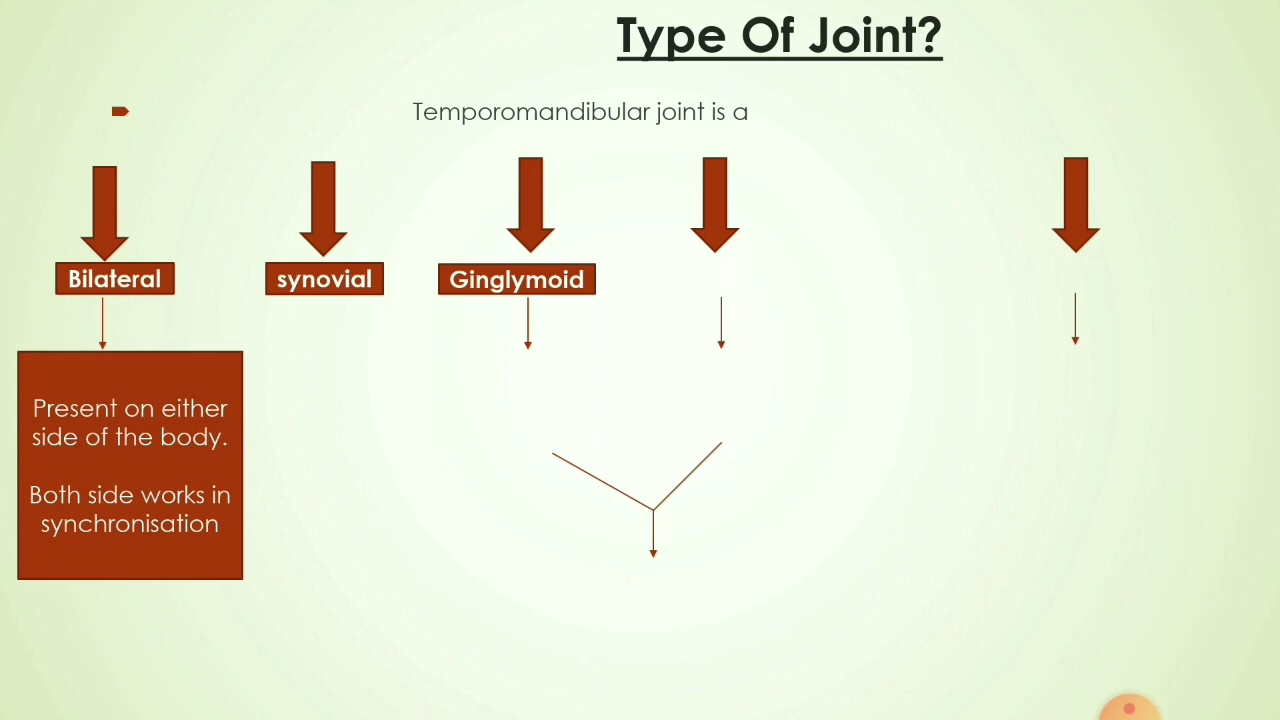 Type Of Joint?
Temporomandibular joint is a
Bilateral
synovial
Ginglymoid
Present on either
side of the body.
Both side works in
synchronisation